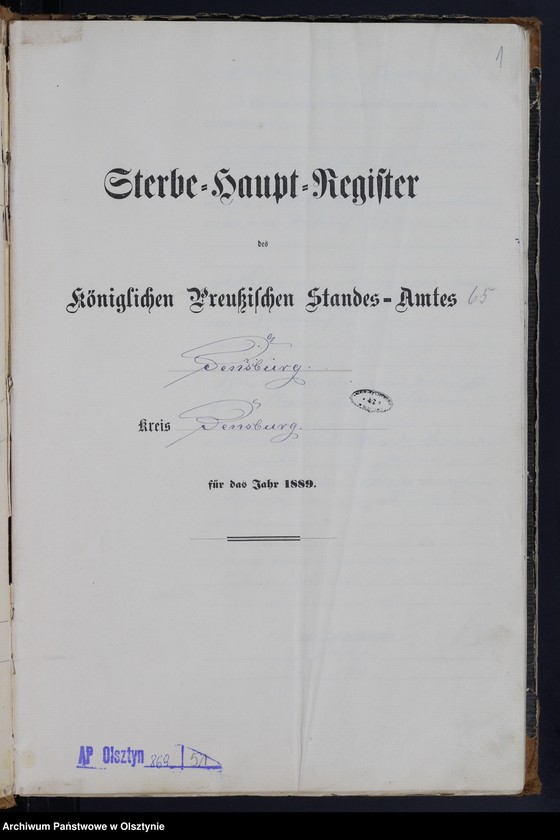 1
Sterbe-Haupt-Register
des
Königlichen Preußischen Standes-Amtes 65
Sensburg.
Kreis Sensburg.
für das Jahr 1889.
AP Olsztyn 869 51
Archiwum Państwowe w Olsztynie